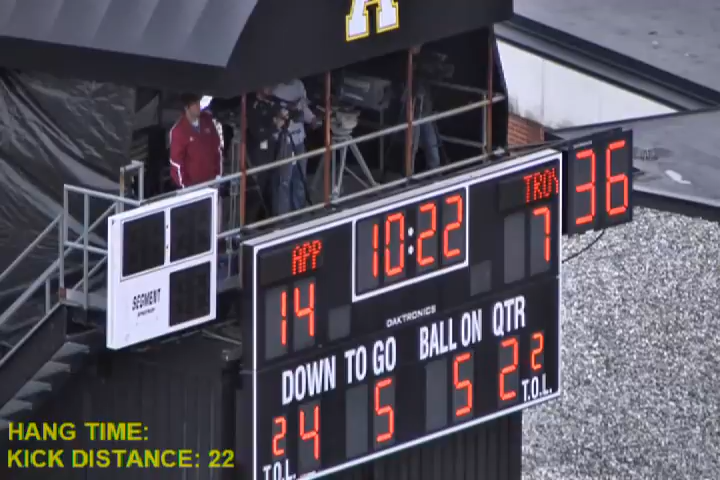 A
36
TROY
10:22
7
APP
14
SEGMENT
DAKTRONICS
DOWN TO GO BALL ON QTR
2 4 5 5 2 2
T.O.L. T.O.L.
HANG TIME:
KICK DISTANCE: 22